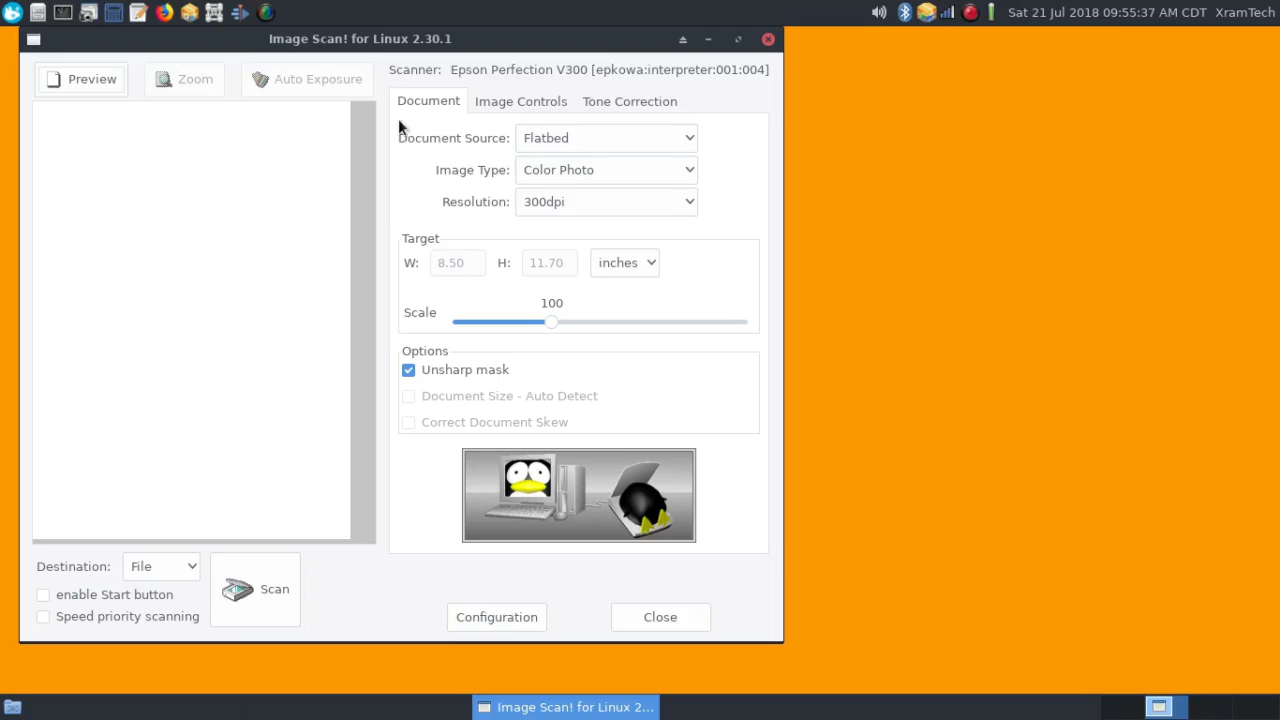 Sat 21 Jul 2018 09:55:37 AM CDT XramTech
Image Scan! for Linux 2.30.1
Preview Zoom Auto Exposure
Scanner: Epson Perfection V300 [epkowa:interpreter:001:004]
Document Image Controls Tone Correction
Document Source: Flatbed
Image Type: Color Photo
Resolution: 300dpi
Target
W: 8.50 H: 11.70 inches
100
Scale
Options
Unsharp mask
Document Size - Auto Detect
Correct Document Skew
Destination: File
enable Start button
Speed priority scanning
Scan
Configuration Close
Image Scan! for Linux 2...